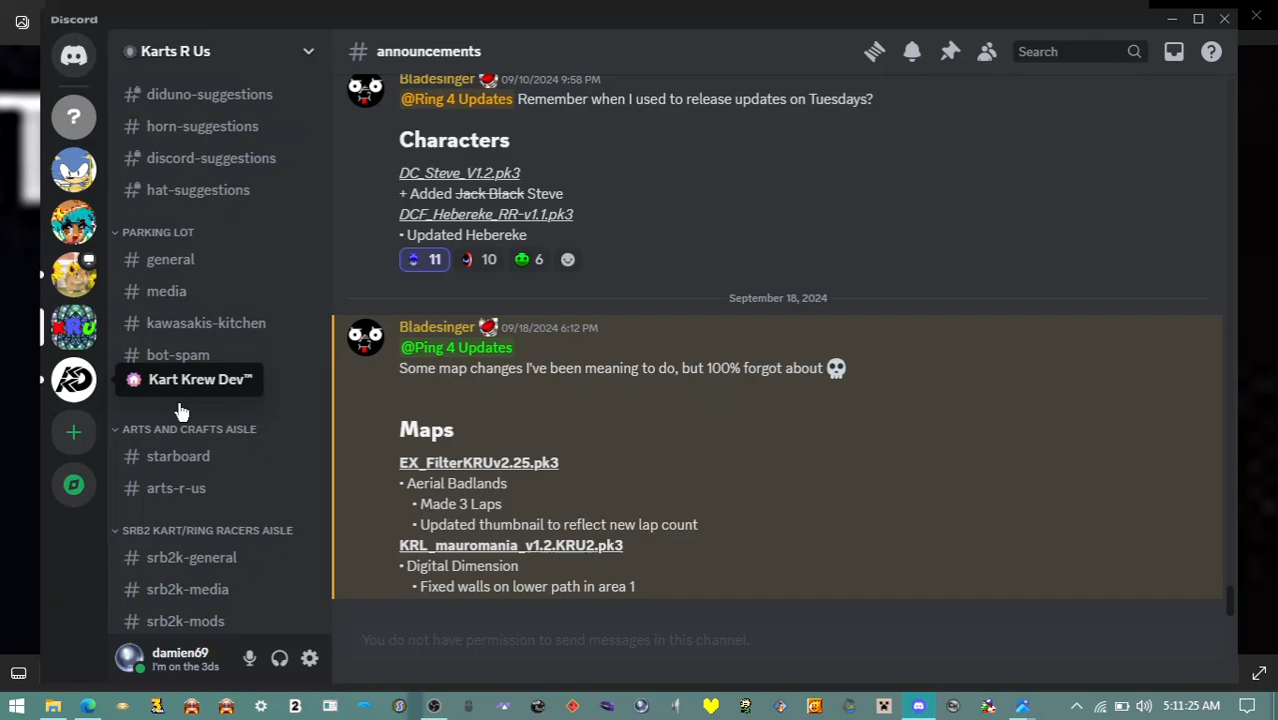 Discord
Karts R Us
diduno-suggestions
horn-suggestions
discord-suggestions
hat-suggestions
PARKING LOT
general
media
kawasakis-kitchen
bot-spam
Kart Krew Dev™
ARTS AND CRAFTS AISLE
starboard
arts-r-us
SRB2 KART/RING RACERS AISLE
srb2k-general
srb2k-media
srb2k-mods
damien69
I'm on the 3ds
KRU
announcements
Search
Bladesinger 09/10/2024 9:58 PM
@Ring 4 Updates Remember when I used to release updates on Tuesdays?
Characters
DC_Steve_V1.2.pk3
+ Added Jack Black Steve
DCF_Hebereke_RR-v1.1.pk3
• Updated Hebereke
11 10 6
September 18, 2024
Bladesinger 09/18/2024 6:12 PM
@Ping 4 Updates
Some map changes I've been meaning to do, but 100% forgot about
Maps
EX_FilterKRUv2.25.pk3
• Aerial Badlands
• Made 3 Laps
• Updated thumbnail to reflect new lap count
KRL_mauromania_v1.2.KRU2.pk3
• Digital Dimension
• Fixed walls on lower path in area 1
You do not have permission to send messages in this channel.
5:11:25 AM